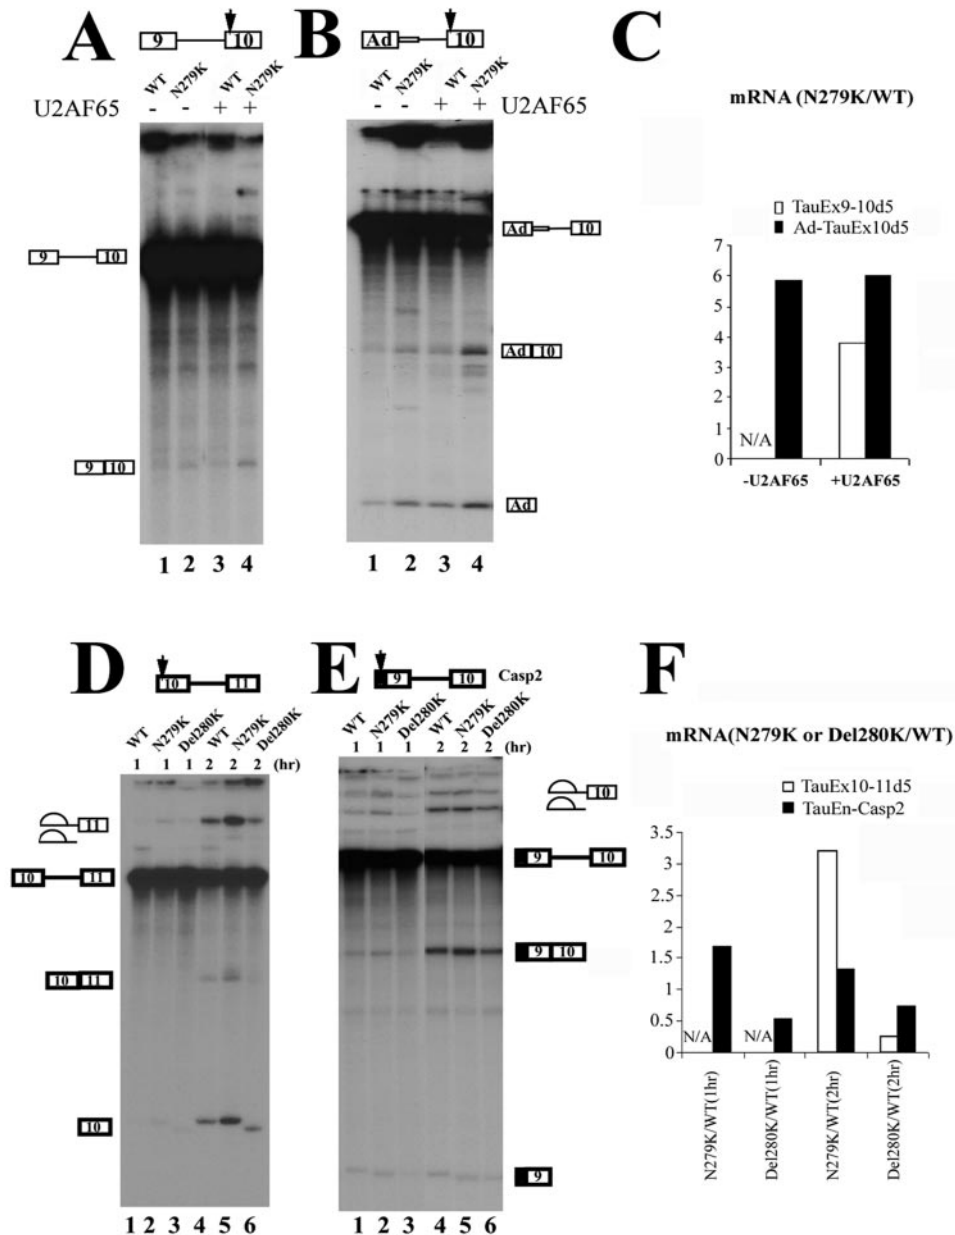 A
9 10
WT N279K WT N279K
U2AF65 - - + +
9 10
9 10
1 2 3 4
B
Ad 10
WT N279K WT N279K
- - + + U2AF65
Ad 10
Ad 10
Ad
1 2 3 4
C
mRNA (N279K/WT)
TauEx9-10d5
Ad-TauEx10d5
7
6
5
4
3
2
1
0
N/A
-U2AF65 +U2AF65
D
10 11
WT N279K Del280K WT N279K Del280K
1 1 1 2 2 2 (hr)
11
10 11
10 11
10
1 2 3 4 5 6
E
9 10 Casp2
WT N279K Del280K WT N279K Del280K
1 1 1 2 2 2 (hr)
10
9 10
9 10
9
1 2 3 4 5 6
F
mRNA(N279K or Del280K/WT)
TauEx10-11d5
TauEn-Casp2
3.5
3
2.5
2
1.5
1
0.5
0
N/A N/A
N279K/WT(1hr)
Del280K/WT(1hr)
N279K/WT(2hr)
Del280K/WT(2hr)